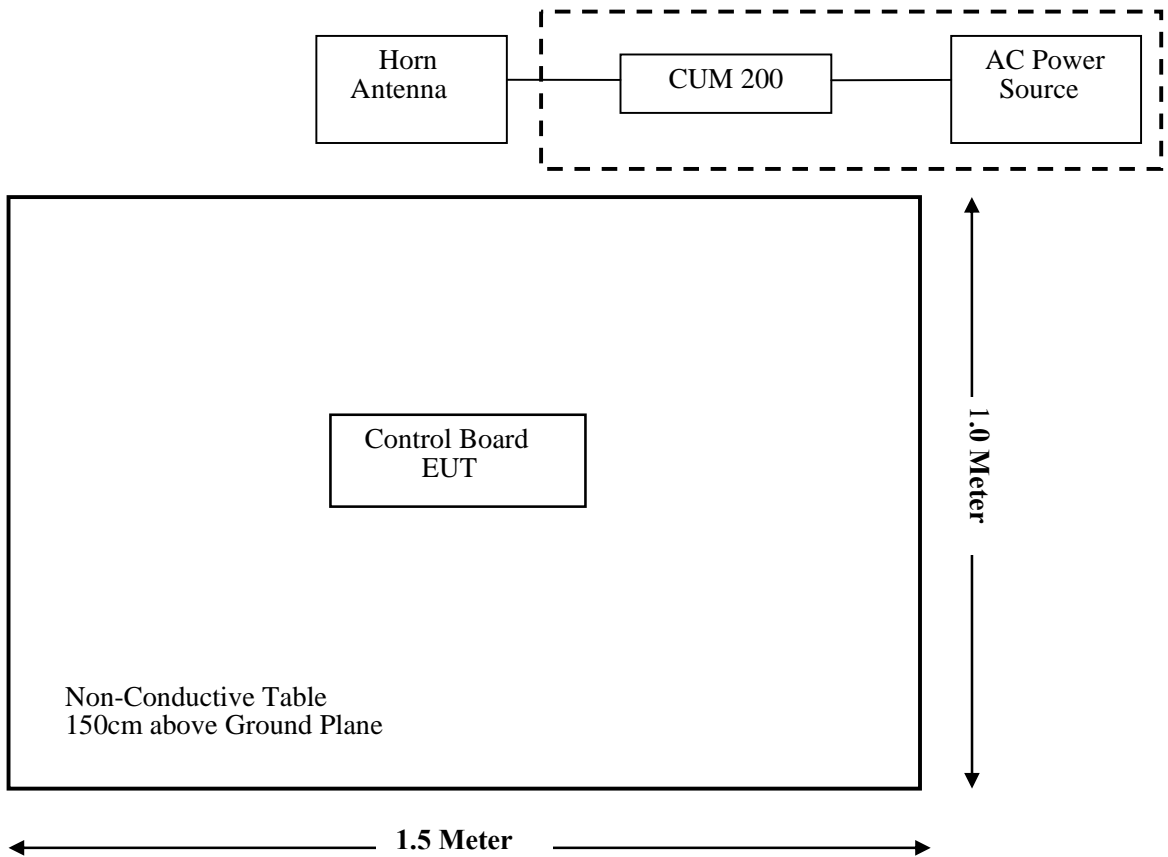 Horn
Antenna
CUM 200
AC Power
Source
Control Board
EUT
1.0 Meter
Non-Conductive Table
150cm above Ground Plane
1.5 Meter